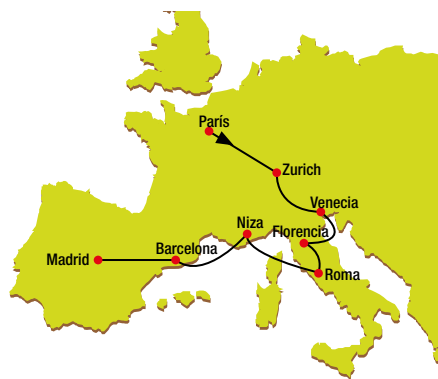 París
Zurich
Venecia
Niza
Florencia
Barcelona
Madrid
Roma